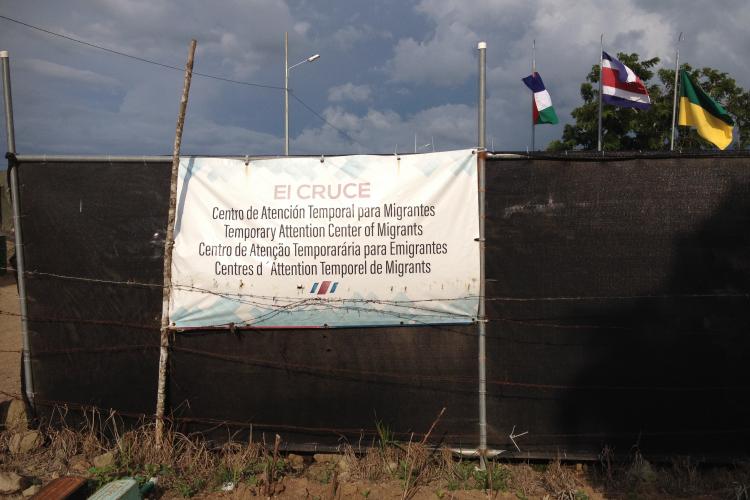 El CRUCE
Centro de Atención Temporal para Migrantes
Temporary Attention Center of Migrants
Centro de Atenção Temporarária para Emigrantes
Centres d´Attention Temporel de Migrants